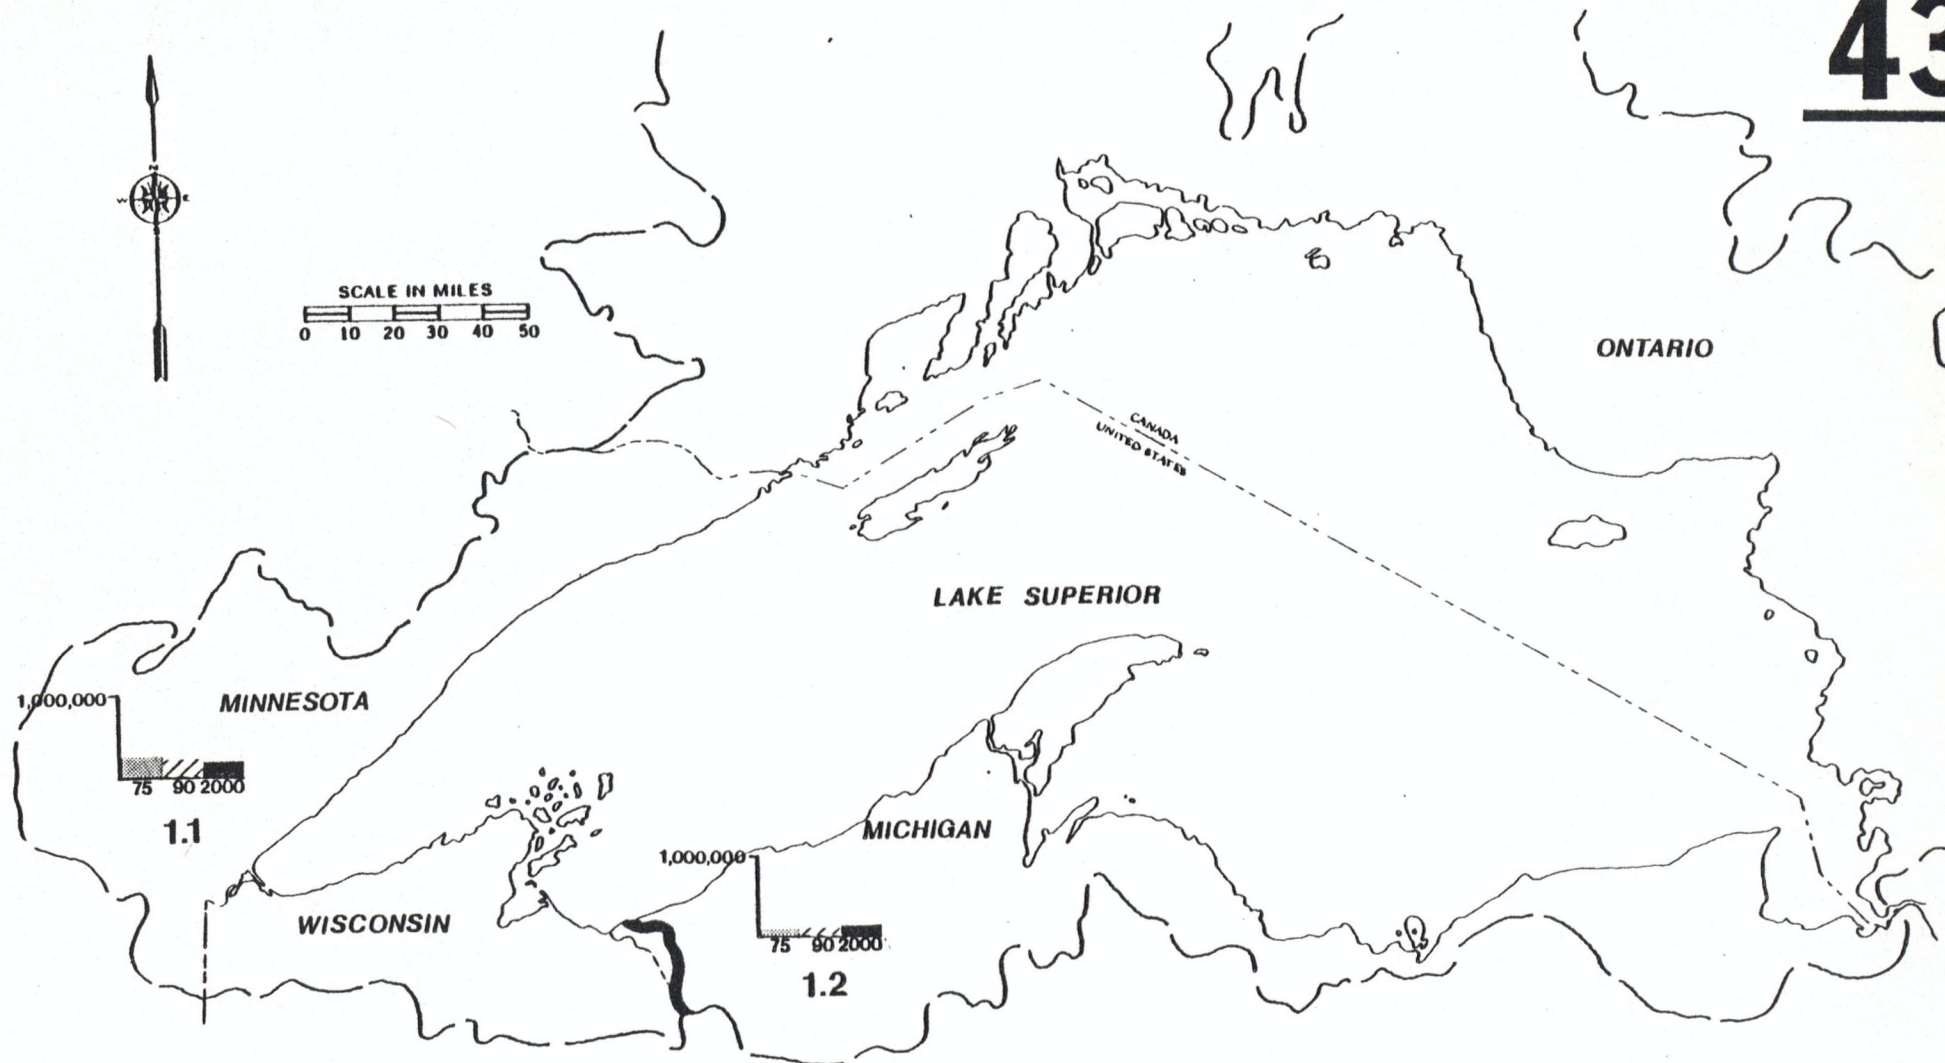 43
N
W E
SCALE IN MILES
0 10 20 30 40 50
ONTARIO
CANADA
UNITED STATES
LAKE SUPERIOR
1,000,000
MINNESOTA
75 90 2000
1.1
MICHIGAN
1,000,000
WISCONSIN
75 90 2000
1.2